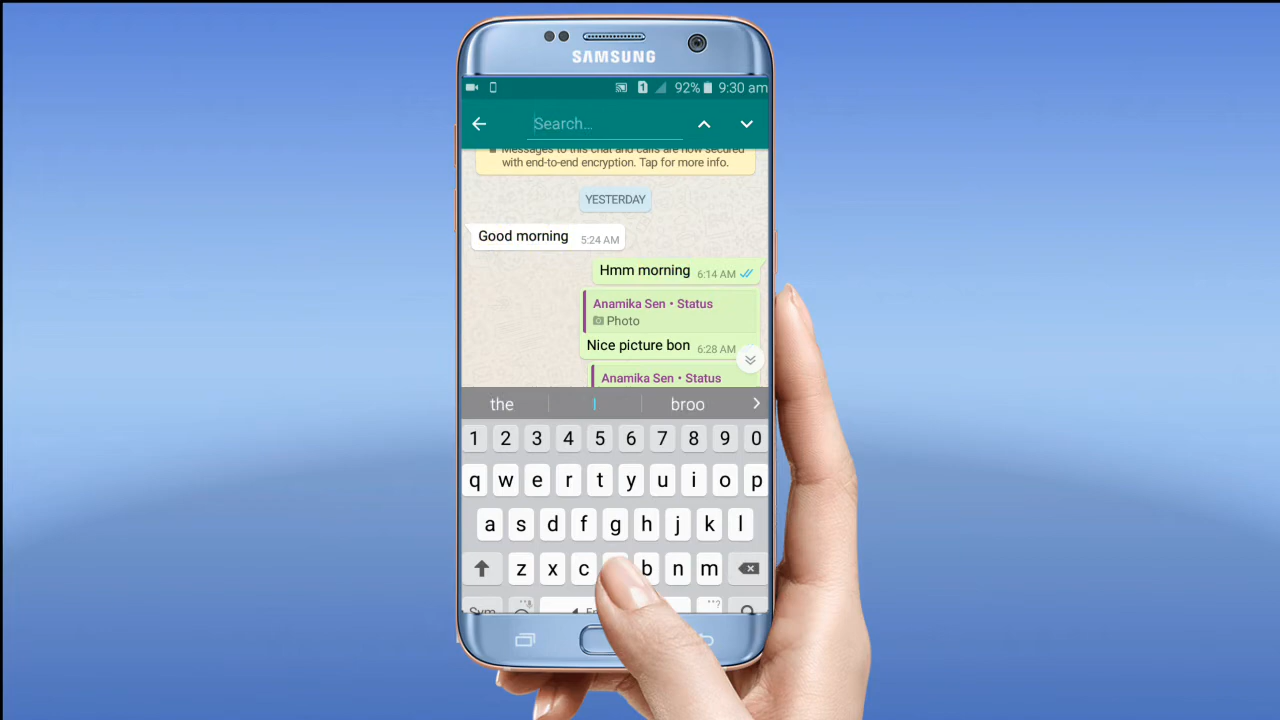 SAMSUNG
1 92% 9:30 am
Search...
Messages to this chat and calls are now secured
with end-to-end encryption. Tap for more info.
YESTERDAY
Good morning 5:24 AM
Hmm morning 6:14 AM
Anamika Sen • Status
Photo
Nice picture bon 6:28 AM
Anamika Sen • Status
the I broo
1 2 3 4 5 6 7 8 9 0
q w e r t y u i o p
a s d f g h j k l
z x c b n m
Sym